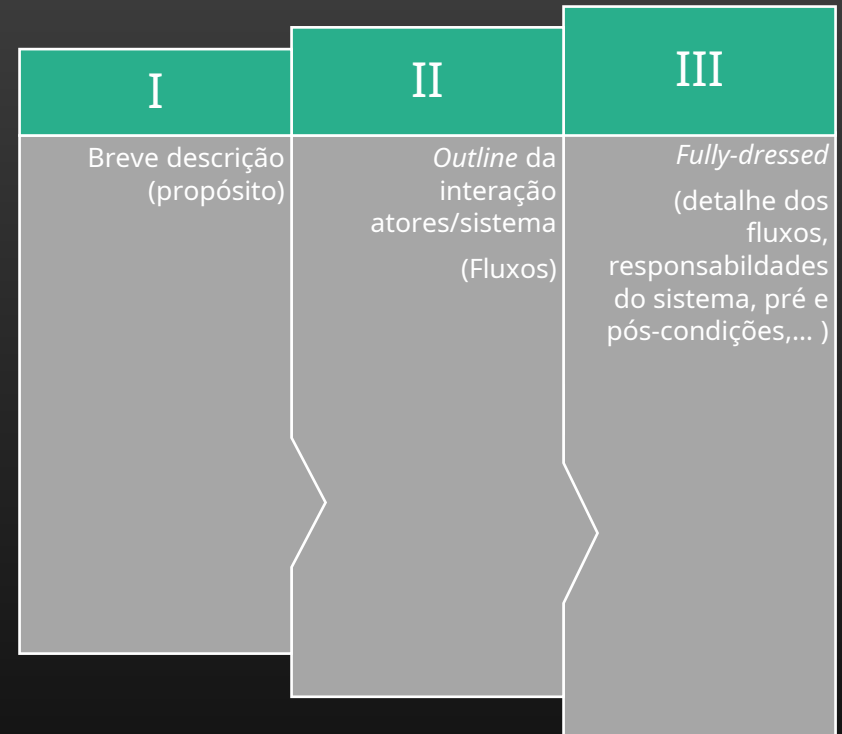 I
Breve descrição
(propósito)
II
Outline da
interação
atores/sistema
(Fluxos)
III
Fully-dressed
(detalhe dos
fluxos,
responsabildades
do sistema, pré e
pós-condições,... )